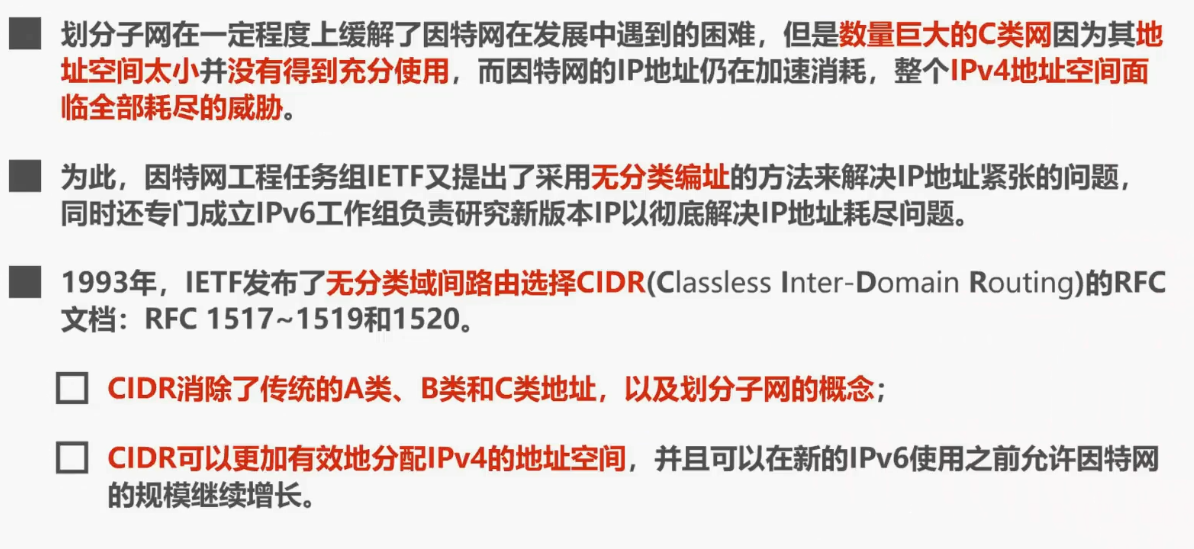 划分子网在一定程度上缓解了因特网在发展中遇到的困难，但是数量巨大的C类网因为其地
址空间太小并没有得到充分使用，而因特网的IP地址仍在加速消耗，整个IPv4地址空间面
临全部耗尽的威胁。
为此，因特网工程任务组IETF又提出了采用无分类编址的方法来解决IP地址紧张的问题，
同时还专门成立IPv6工作组负责研究新版本IP以彻底解决IP地址耗尽问题。
1993年，IETF发布了无分类域间路由选择CIDR(Classless Inter-Domain Routing)的RFC
文档：RFC 1517~1519和1520。
CIDR消除了传统的A类、B类和C类地址，以及划分子网的概念；
CIDR可以更加有效地分配IPv4的地址空间，并且可以在新的IPv6使用之前允许因特网
的规模继续增长。